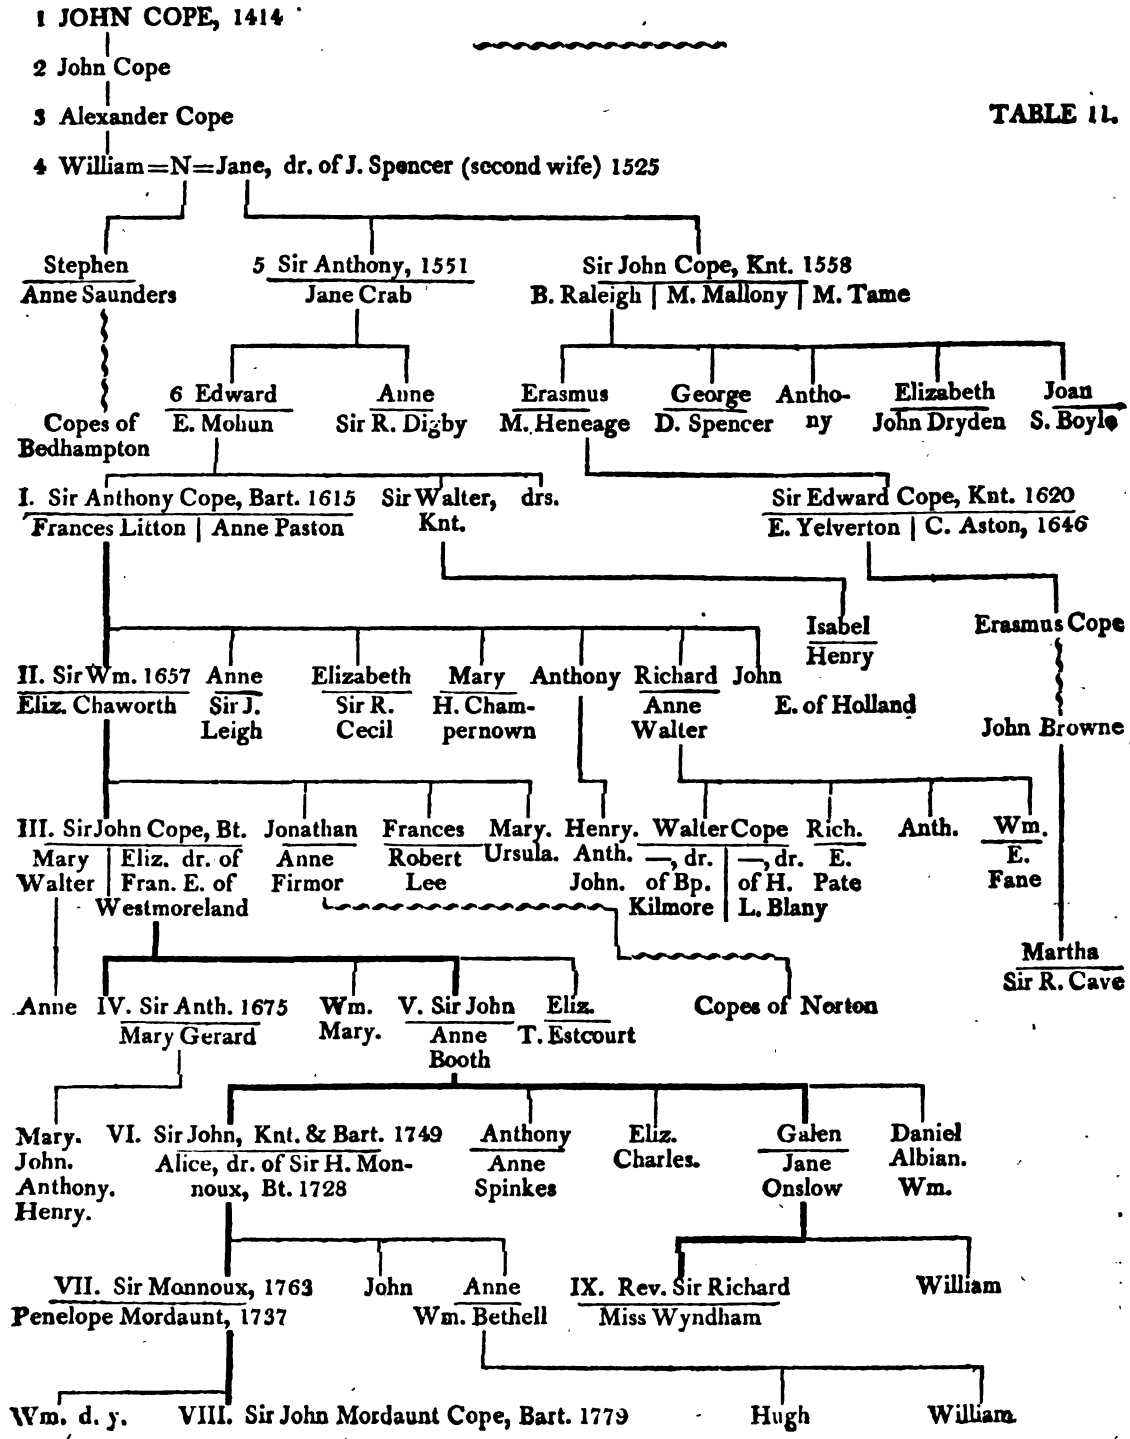 1 JOHN COPE, 1414
2 John Cope
3 Alexander Cope
TABLE II.
4 William=N=Jane, dr. of J. Spencer (second wife) 1525
Stephen 5 Sir Anthony, 1551 Sir John Cope, Knt. 1558
Anne Saunders Jane Crab B. Raleigh | M. Mallony | M. Tame
6 Edward Anne Erasmus George Antho- Elizabeth Joan
Copes of E. Mohun Sir R. Digby M. Heneage D. Spencer ny John Dryden S. Boyle
Bedhampton
I. Sir Anthony Cope, Bart. 1615 Sir Walter, drs. Sir Edward Cope, Knt. 1620
Frances Litton | Anne Paston Knt. E. Yelverton | C. Aston, 1646
Isabel Erasmus Cope
Henry
II. Sir Wm. 1657 Anne Elizabeth Mary Anthony Richard John
Eliz. Chaworth Sir J. Sir R. H. Cham- Anne E. of Holland
Leigh Cecil pernown Walter John Browne
III. Sir John Cope, Bt. Jonathan Frances Mary. Henry. Walter Cope Rich. Anth. Wm.
Mary | Eliz. dr. of Anne Robert Ursula. Anth. —, dr. | —, dr. E. E.
Walter | Fran. E. of Firmor Lee John. of Bp. | of H. Pate Fane
Westmoreland Kilmore | L. Blany
Martha
Sir R. Cave
Anne IV. Sir Anth. 1675 Wm. V. Sir John Eliz. Copes of Norton
Mary Gerard Mary. Anne T. Estcourt
Booth
Mary. VI. Sir John, Knt. & Bart. 1749 Anthony Eliz. Galen Daniel
John. Alice, dr. of Sir H. Mon- Anne Charles. Jane Albian.
Anthony. noux, Bt. 1728 Spinkes Onslow Wm.
Henry.
VII. Sir Monnoux, 1763 John Anne IX. Rev. Sir Richard William
Penelope Mordaunt, 1737 Wm. Bethell Miss Wyndham
Wm. d. y. VIII. Sir John Mordaunt Cope, Bart. 1779 Hugh William